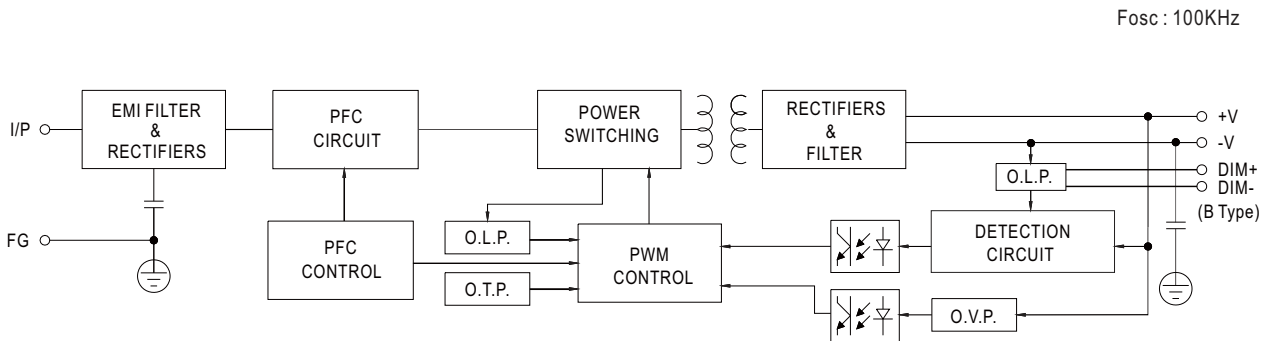 Fosc : 100KHz
I/P
EMI FILTER
&
RECTIFIERS
PFC
CIRCUIT
POWER
SWITCHING
RECTIFIERS
&
FILTER
+V
-V
DIM+
DIM-
(B Type)
O.L.P.
FG
PFC
CONTROL
O.L.P.
O.T.P.
PWM
CONTROL
DETECTION
CIRCUIT
O.V.P.